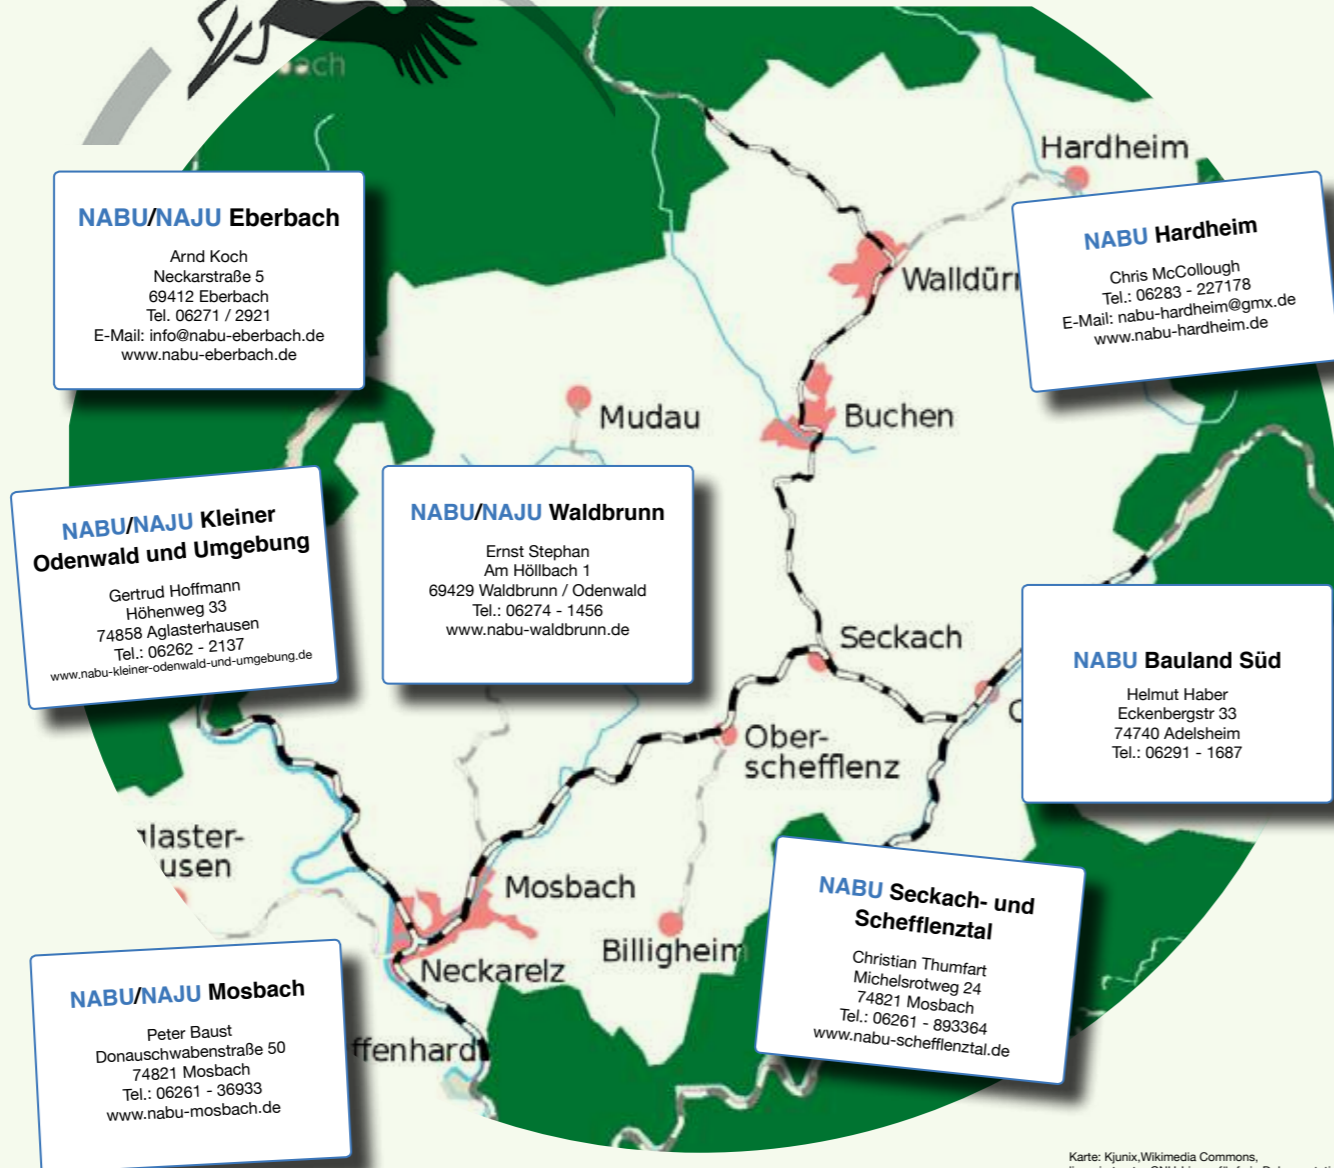 bach
Hardheim
NABU/NAJU Eberbach
Arnd Koch
Neckarstraße 5
69412 Eberbach
Tel. 06271 / 2921
E-Mail: info@nabu-eberbach.de
www.nabu-eberbach.de
NABU Hardheim
Chris McCollough
Tel.: 06283 - 227178
E-Mail: nabu-hardheim@gmx.de
www.nabu-hardheim.de
Walldürn
Mudau
Buchen
NABU/NAJU Kleiner
Odenwald und Umgebung
Gertrud Hoffmann
Höhenweg 33
74858 Aglasterhausen
Tel.: 06262 - 2137
www.nabu-kleiner-odenwald-und-umgebung.de
NABU/NAJU Waldbrunn
Ernst Stephan
Am Höllbach 1
69429 Waldbrunn / Odenwald
Tel.: 06274 - 1456
www.nabu-waldbrunn.de
Seckach
NABU Bauland Süd
Helmut Haber
Eckenbergstr 33
74740 Adelsheim
Tel.: 06291 - 1687
Ober-
schefflenz
glaster-
usen
Mosbach
Billigheim
Neckarelz
NABU Seckach- und
Schefflenztal
Christian Thumfart
Michelsrotweg 24
74821 Mosbach
Tel.: 06261 - 893364
www.nabu-schefflenztal.de
NABU/NAJU Mosbach
Peter Baust
Donauschwabenstraße 50
74821 Mosbach
Tel.: 06261 - 36933
www.nabu-mosbach.de
ffenhard
Karte: Kjunix,Wikimedia Commons,